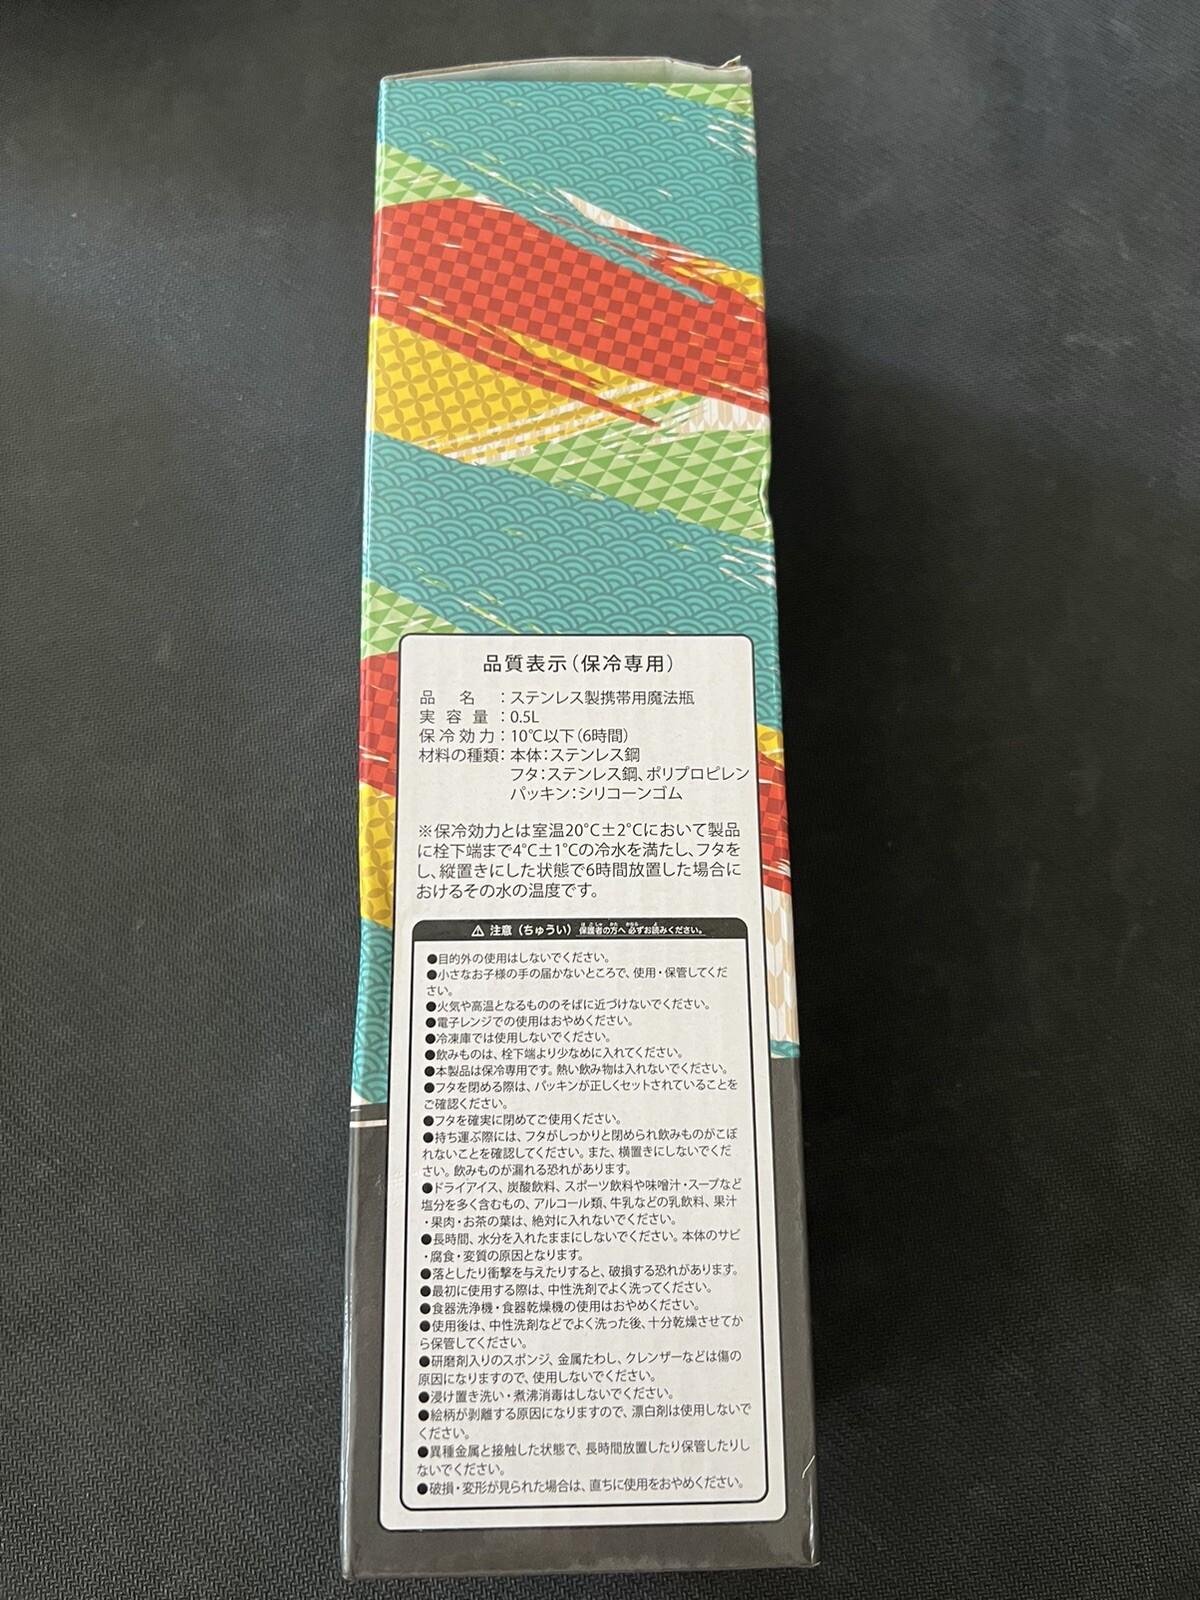 品質表示（保冷専用）
品名：ステンレス製携帯用魔法瓶
実容量：0.5L
保冷効力：10℃以下（6時間）
材料の種類：本体：ステンレス鋼
フタ：ステンレス鋼、ポリプロピレン
パッキン：シリコーンゴム
※保冷効力とは室温20℃±2℃において製品
に栓下端まで4℃±1℃の冷水を満たし、フタを
し、縦置きにした状態で6時間放置した場合に
おけるその水の温度です。
⚠ 注意（ちゅうい）保護者の方へ 必ずお読みください。
●目的外の使用はしないでください。
●小さなお子様の手の届かないところで、使用・保管してくだ
さい。
●火気や高温となるもののそばに近づけないでください。
●電子レンジでの使用はおやめください。
●冷凍庫では使用しないでください。
●飲みものは、栓下端より少なめに入れてください。
●本製品は保冷専用です。熱い飲み物は入れないでください。
●フタを閉める際は、パッキンが正しくセットされていることを
ご確認ください。
●フタを確実に閉めてご使用ください。
●持ち運ぶ際には、フタがしっかりと閉められ飲みものがこぼ
れないことを確認してください。また、横置きにしないでくだ
さい。飲みものが漏れる恐れがあります。
●ドライアイス、炭酸飲料、スポーツ飲料や味噌汁・スープなど
塩分を多く含むもの、アルコール類、牛乳などの乳飲料、果汁
・果肉・お茶の葉は、絶対に入れないでください。
●長時間、水分を入れたままにしないでください。本体のサビ
・腐食・変質の原因となります。
●落としたり衝撃を与えたりすると、破損する恐れがあります。
●最初に使用する際は、中性洗剤でよく洗ってください。
●食器洗浄機・食器乾燥機の使用はおやめください。
●使用後は、中性洗剤などでよく洗った後、十分乾燥させてか
ら保管してください。
●研磨剤入りのスポンジ、金属たわし、クレンザーなどは傷の
原因になりますので、使用しないでください。
●浸け置き洗い・煮沸消毒はしないでください。
●絵柄が剥離する原因になりますので、漂白剤は使用しないで
ください。
●異種金属と接触した状態で、長時間放置したり保管したりし
ないでください。
●破損・変形が見られた場合は、直ちに使用をおやめください。